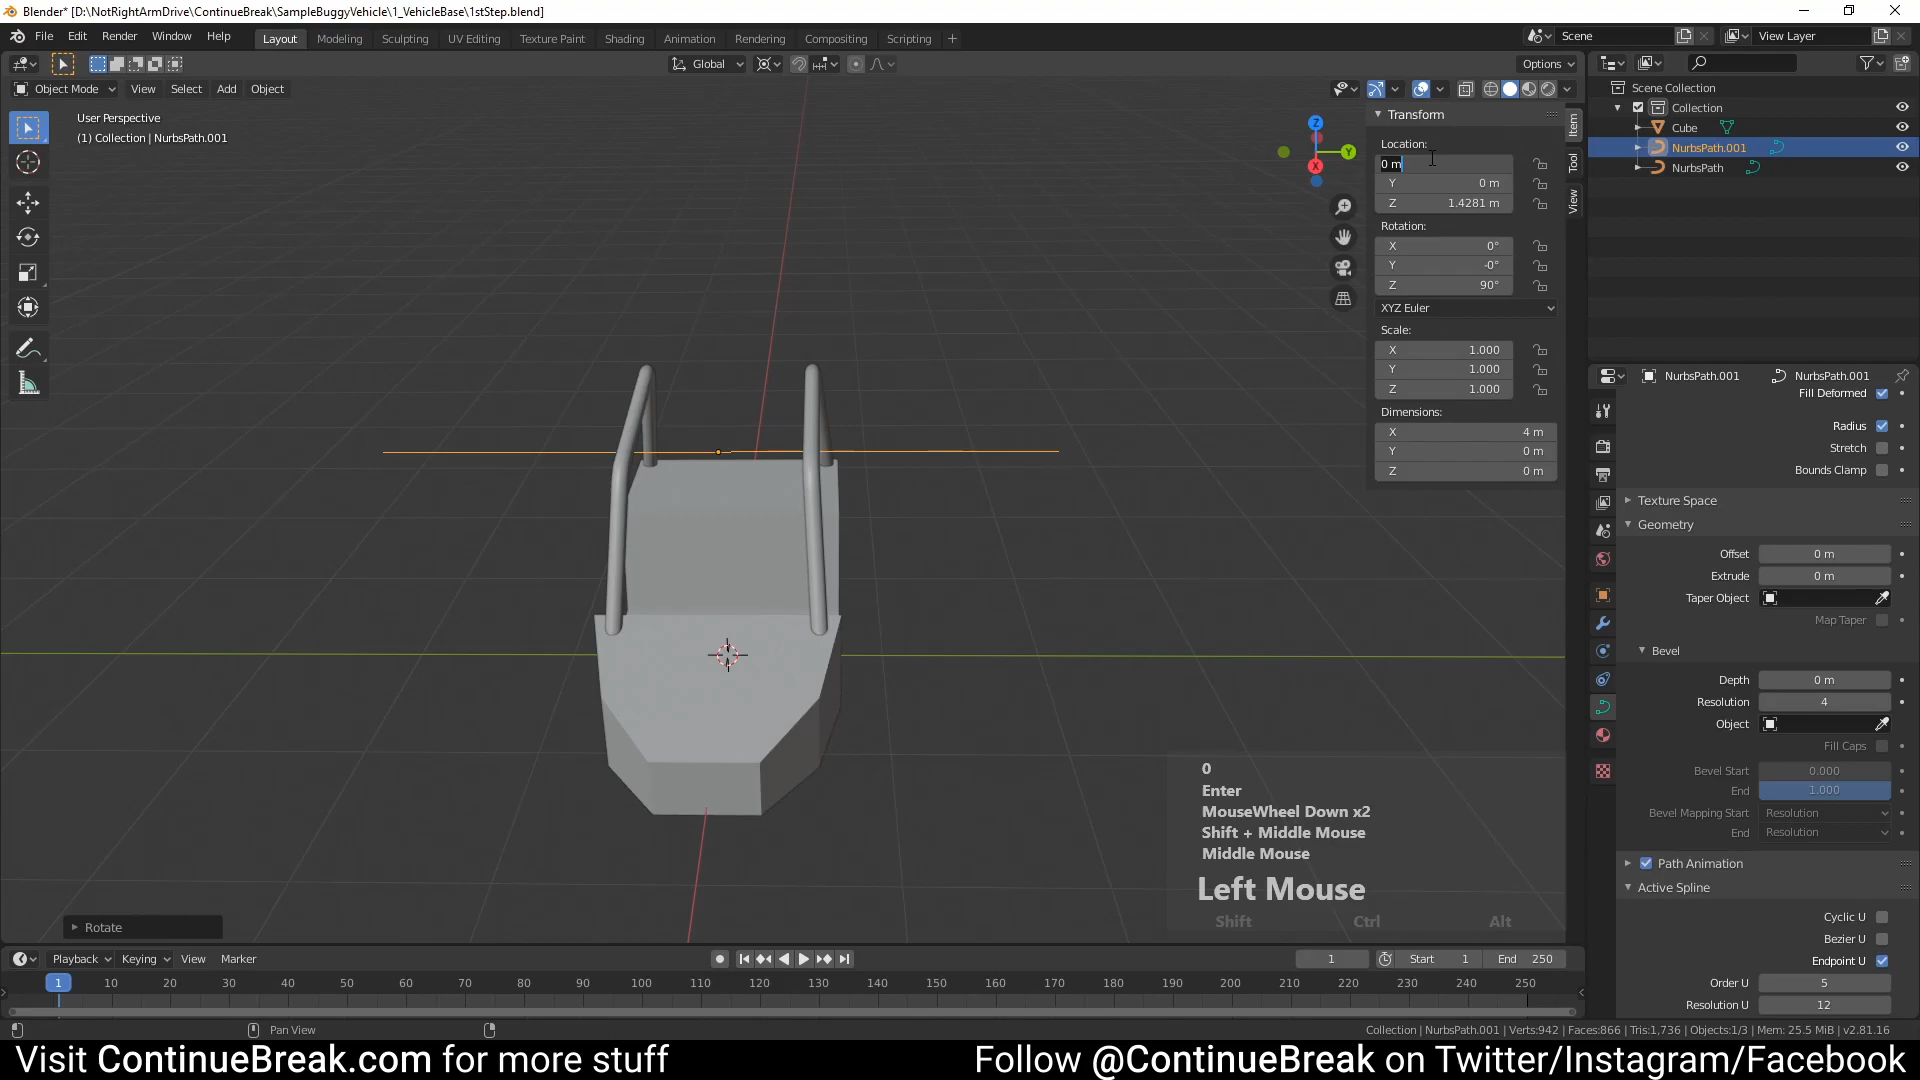 Blender* [D:\NotRightArmDrive\ContinueBreak\SampleBuggyVehicle\1_VehicleBase\1stStep.blend]
File Edit Render Window Help
Layout Modeling Sculpting UV Editing Texture Paint Shading Animation Rendering Compositing Scripting +
Scene
View Layer
Global
Options
Object Mode View Select Add Object
User Perspective
(1) Collection | NurbsPath.001
Z
Y
X
Transform
Location:
0 m
Y 0 m
Z 1.4281 m
Rotation:
X 0°
Y -0°
Z 90°
XYZ Euler
Scale:
X 1.000
Y 1.000
Z 1.000
Dimensions:
X 4 m
Y 0 m
Z 0 m
Item
Tool
View
Scene Collection
Collection
Cube
NurbsPath.001
NurbsPath
NurbsPath.001 NurbsPath.001
Fill Deformed
Radius
Stretch
Bounds Clamp
Texture Space
Geometry
Offset 0 m
Extrude 0 m
Taper Object
Map Taper
Bevel
Depth 0 m
Resolution 4
Object
Fill Caps
Bevel Start 0.000
End 1.000
Bevel Mapping Start Resolution
End Resolution
Path Animation
Active Spline
Cyclic U
Bezier U
Endpoint U
Order U 5
Resolution U 12
0
Enter
MouseWheel Down x2
Shift + Middle Mouse
Middle Mouse
Left Mouse
Shift Ctrl Alt
Rotate
Playback Keying View Marker
1
Start 1
End 250
1 10 20 30 40 50 60 70 80 90 100 110 120 130 140 150 160 170 180 190 200 210 220 230 240 250
Pan View
Collection | NurbsPath.001 | Verts:942 | Faces:866 | Tris:1,736 | Objects:1/3 | Mem: 25.5 MiB | v2.81.16
Visit ContinueBreak.com for more stuff
Follow @ContinueBreak on Twitter/Instagram/Facebook